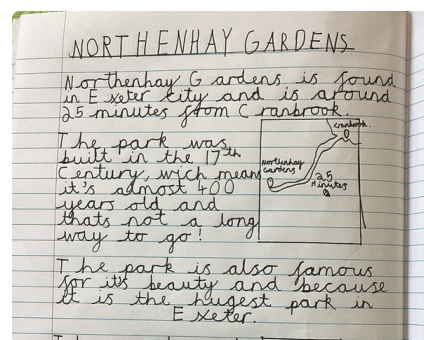 NORTHENHAY GARDENS
Northenhay Gardens is found
in Exeter City and is around
25 minutes from Cranbrook.
The park was
built in the 17th
Century, wich means
it's almost 400
years old and
thats not a long
way to go!
Cranbrook.
Northenhay
Gardens
25
Minutes
The park is also famous
for it's beauty and because
it is the hugest park in
Exeter.